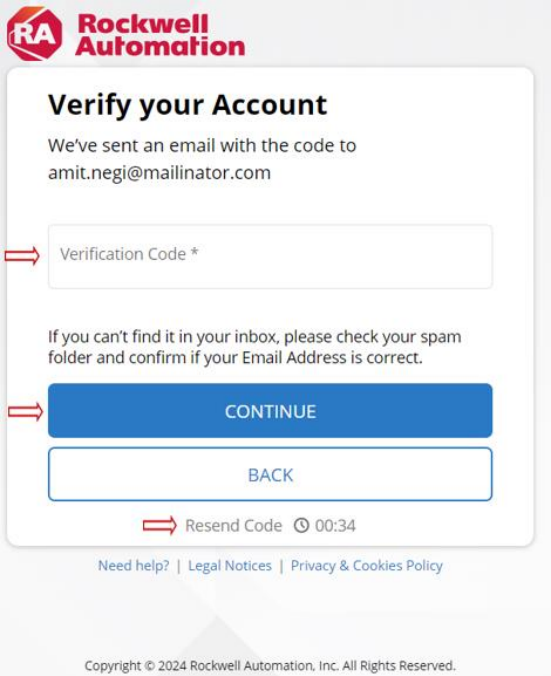 RA
Rockwell
Automation
Verify your Account
We've sent an email with the code to
amit.negi@mailinator.com
Verification Code *
If you can't find it in your inbox, please check your spam
folder and confirm if your Email Address is correct.
CONTINUE
BACK
Resend Code 00:34
Need help? | Legal Notices | Privacy & Cookies Policy
Copyright © 2024 Rockwell Automation, Inc. All Rights Reserved.